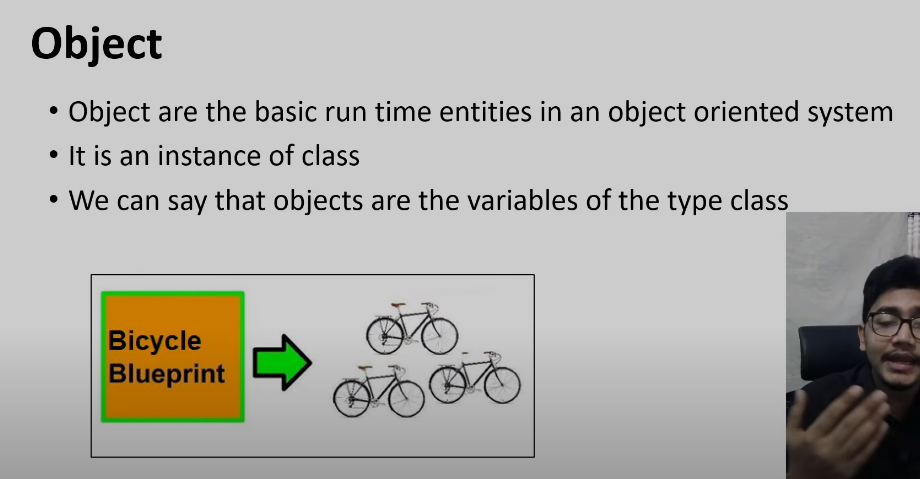 Object
• Object are the basic run time entities in an object oriented system
• It is an instance of class
• We can say that objects are the variables of the type class
Bicycle
Blueprint